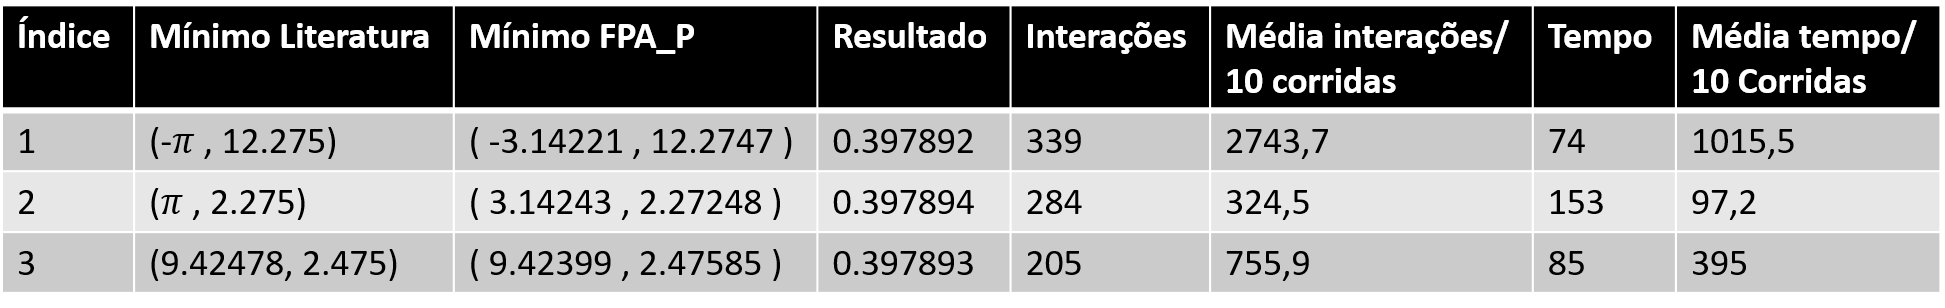 Índice Mínimo Literatura Mínimo FPA_P Resultado Interações Média interações/ 10 corridas Tempo Média tempo/ 10 Corridas
1 (-𝜋 , 12.275) ( -3.14221 , 12.2747 ) 0.397892 339 2743,7 74 1015,5
2 (𝜋 , 2.275) ( 3.14243 , 2.27248 ) 0.397894 284 324,5 153 97,2
3 (9.42478, 2.475) ( 9.42399 , 2.47585 ) 0.397893 205 755,9 85 395